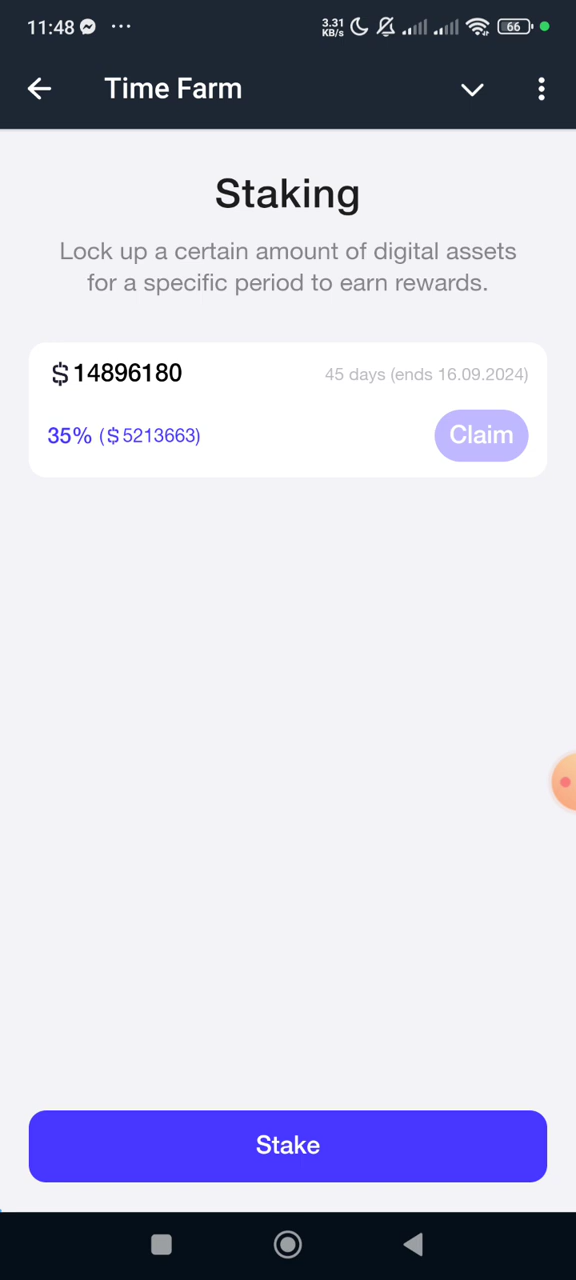 11:48 ...
3.31
KB/s
66
Time Farm
Staking
Lock up a certain amount of digital assets
for a specific period to earn rewards.
$14896180
45 days (ends 16.09.2024)
35% ($5213663)
Claim
Stake